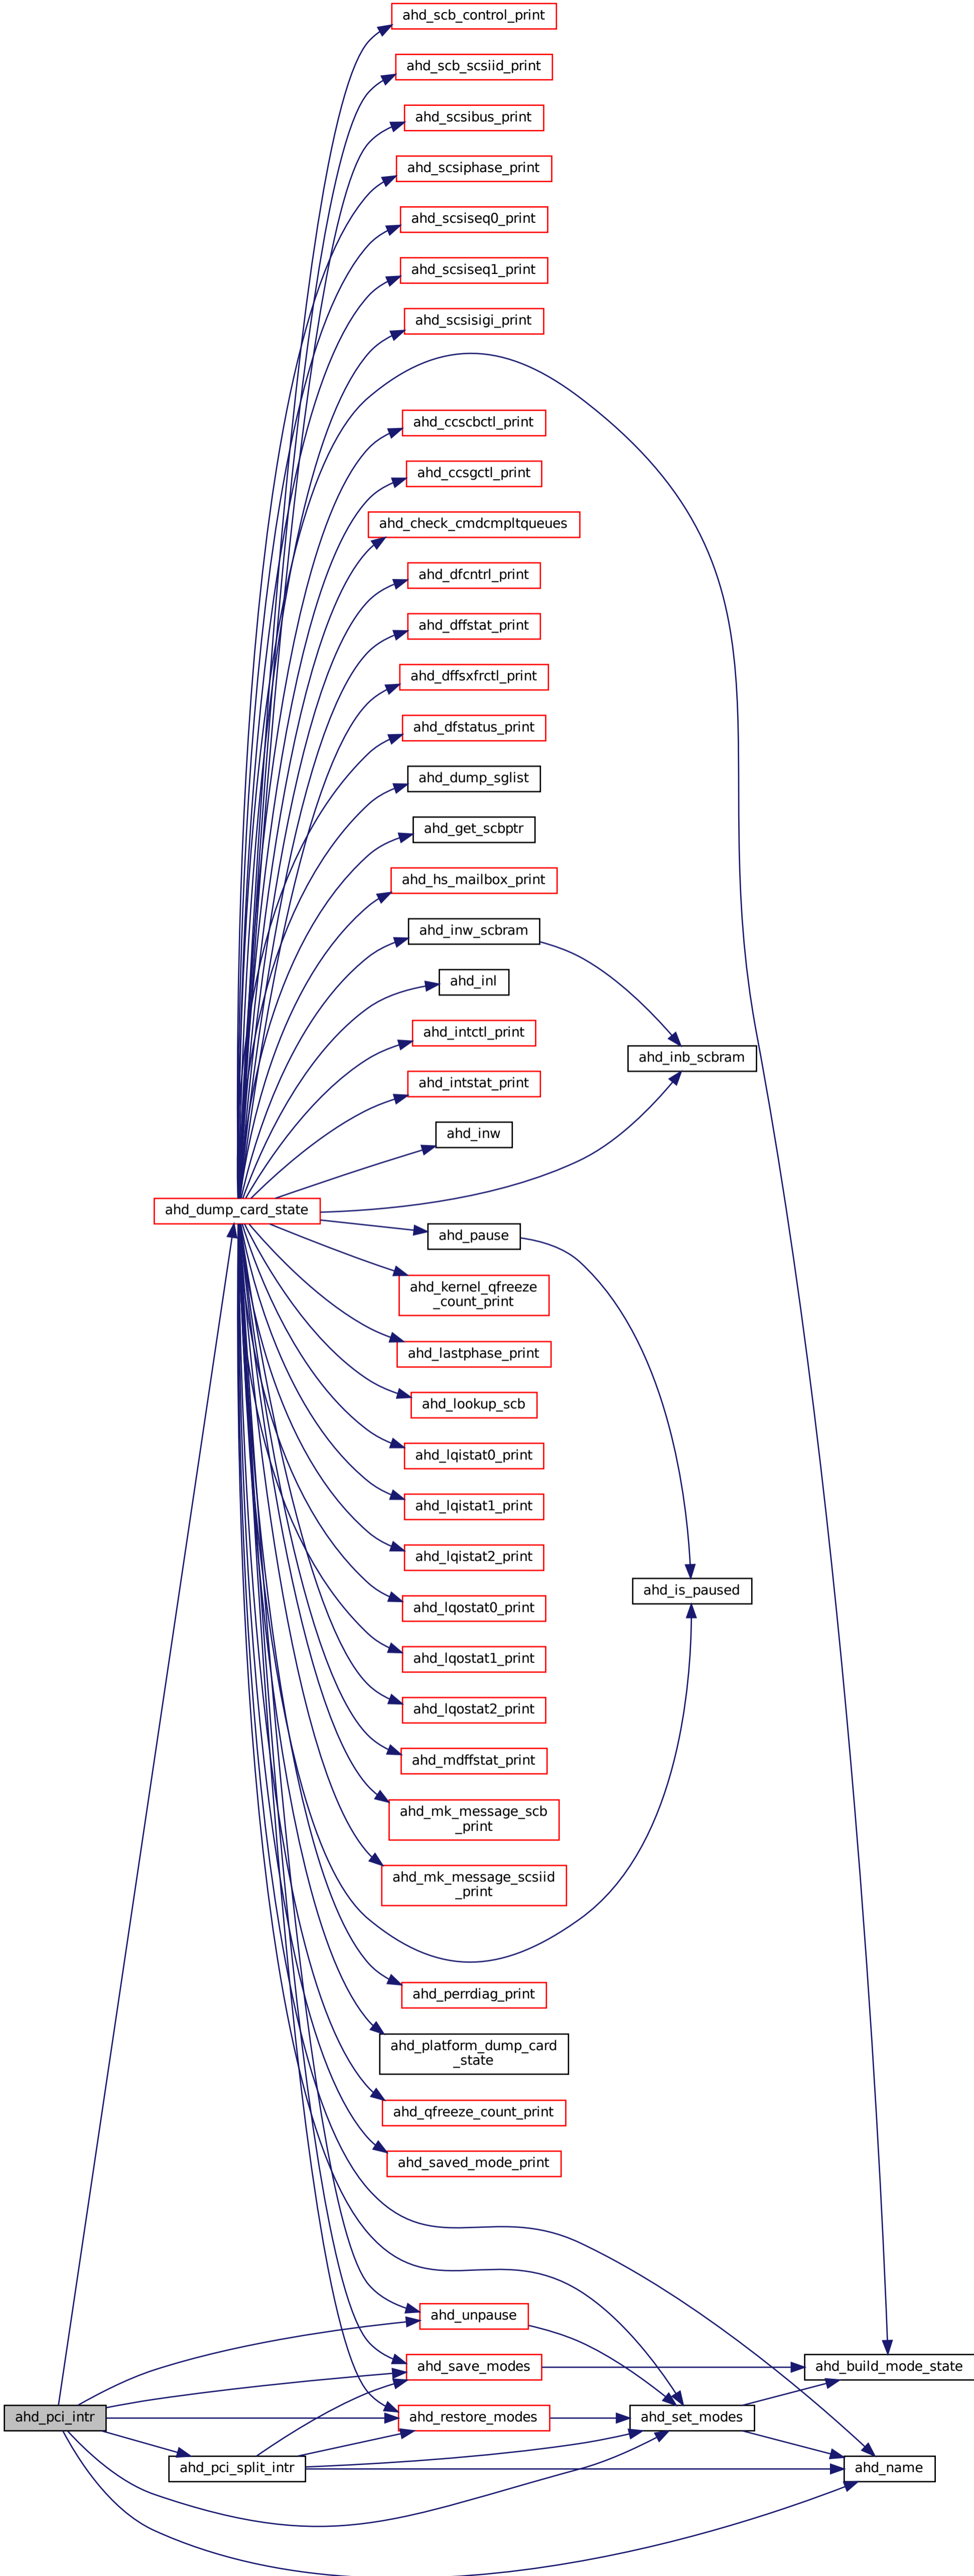 ahd_scb_control_print
ahd_scb_scsiid_print
ahd_scsibus_print
ahd_scsiphase_print
ahd_scsiseq0_print
ahd_scsiseq1_print
ahd_scsisigi_print
ahd_ccscbctl_print
ahd_ccsgctl_print
ahd_check_cmdcmpltqueues
ahd_dfcntrl_print
ahd_dffstat_print
ahd_dffsxfrctl_print
ahd_dfstatus_print
ahd_dump_sglist
ahd_get_scbptr
ahd_hs_mailbox_print
ahd_inw_scbram
ahd_inl
ahd_intctl_print
ahd_inb_scbram
ahd_intstat_print
ahd_inw
ahd_dump_card_state
ahd_pause
ahd_kernel_qfreeze
_count_print
ahd_lastphase_print
ahd_lookup_scb
ahd_lqistat0_print
ahd_lqistat1_print
ahd_lqistat2_print
ahd_is_paused
ahd_lqostat0_print
ahd_lqostat1_print
ahd_lqostat2_print
ahd_mdffstat_print
ahd_mk_message_scb
_print
ahd_mk_message_scsiid
_print
ahd_perrdiag_print
ahd_platform_dump_card
_state
ahd_qfreeze_count_print
ahd_saved_mode_print
ahd_unpause
ahd_save_modes
ahd_build_mode_state
ahd_pci_intr
ahd_restore_modes
ahd_set_modes
ahd_pci_split_intr
ahd_name